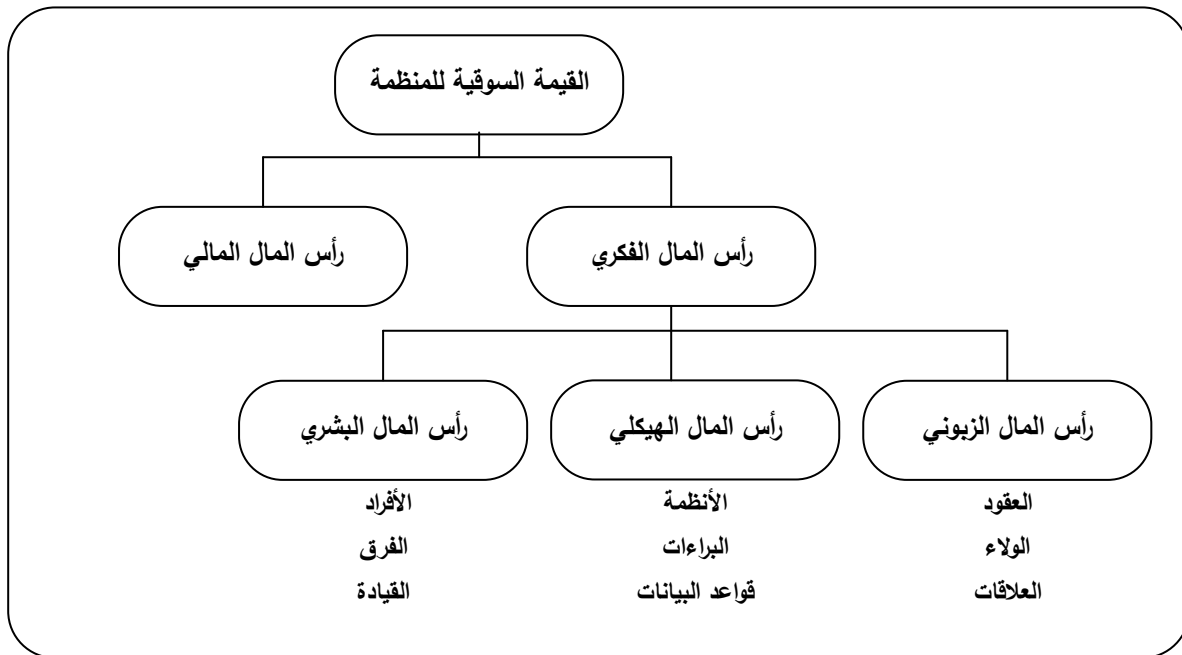 القيمة السوقية للمنظمة
رأس المال الفكري
رأس المال المالي
رأس المال الزبوني
رأس المال الهيكلي
رأس المال البشري
العقود
الأنظمة
الأفراد
الولاء
البراءات
الفرق
العلاقات
قواعد البيانات
القيادة